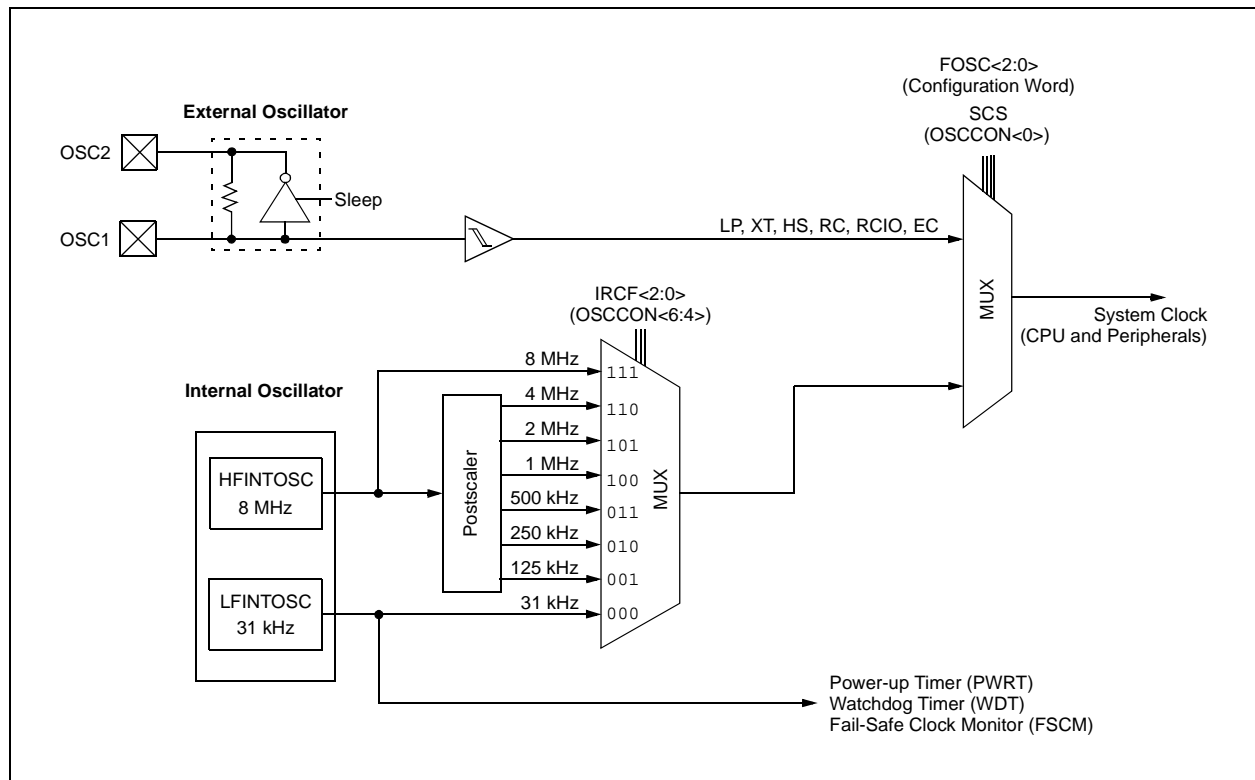 FOSC<2:0>
(Configuration Word)
SCS
(OSCCON<0>)
External Oscillator
OSC2
Sleep
OSC1
LP, XT, HS, RC, RCIO, EC
IRCF<2:0>
(OSCCON<6:4>)
MUX
System Clock
(CPU and Peripherals)
Internal Oscillator
HFINTOSC
8 MHz
LFINTOSC
31 kHz
Postscaler
8 MHz
4 MHz
2 MHz
1 MHz
500 kHz
250 kHz
125 kHz
31 kHz
111
110
101
100
011
010
001
000
MUX
Power-up Timer (PWRT)
Watchdog Timer (WDT)
Fail-Safe Clock Monitor (FSCM)